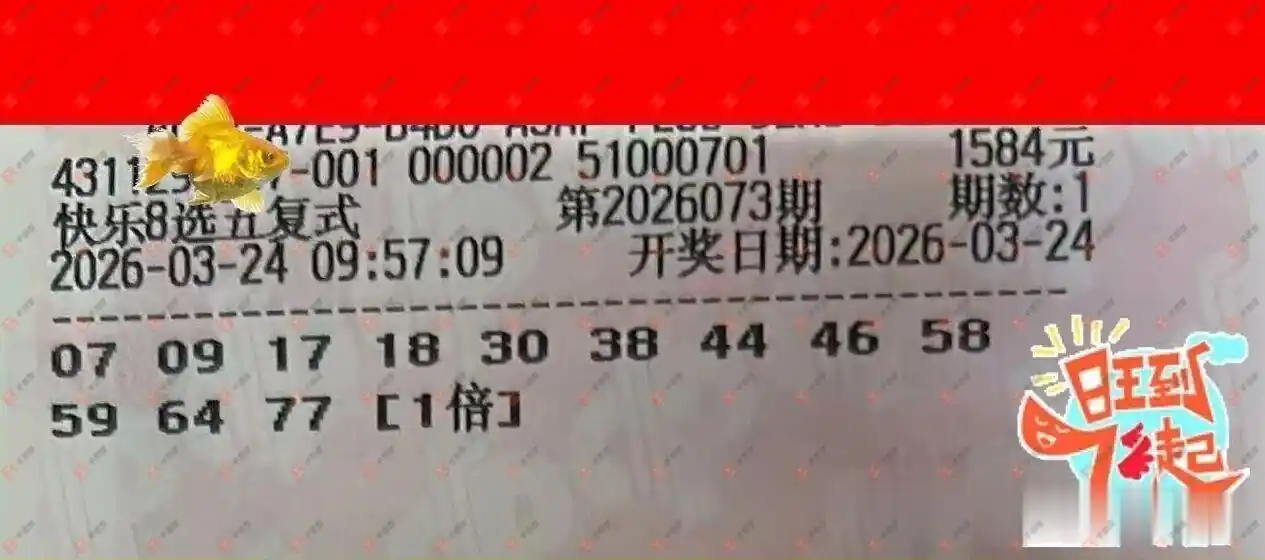 -001 000002 51000701 1584元
快乐8选五复式 第2026073期 期数:1
2026-03-24 09:57:09 开奖日期:2026-03-24
07 09 17 18 30 38 44 46 58
59 64 77 [1倍]
旺到
起